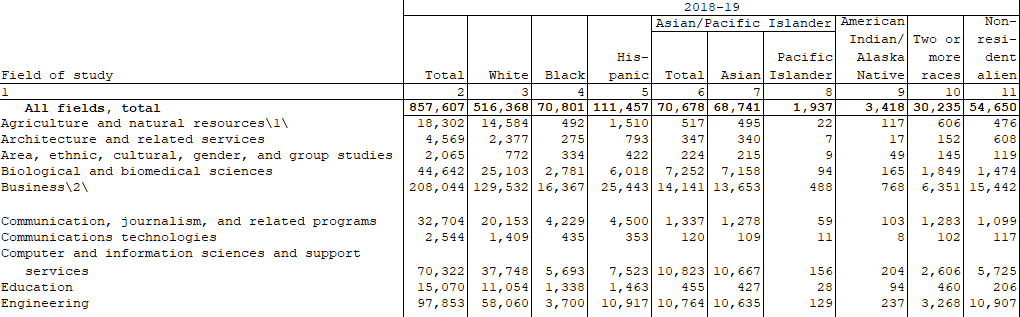 2018-19
Asian/Pacific Islander American Non-
Indian/ Two or resi-
His- Pacific Alaska more dent
Field of study Total White Black panic Total Asian Islander Native races alien
1 2 3 4 5 6 7 8 9 10 11
All fields, total 857,607 516,368 70,801 111,457 70,678 68,741 1,937 3,418 30,235 54,650
Agriculture and natural resources\1\ 18,302 14,584 492 1,510 517 495 22 117 606 476
Architecture and related services 4,569 2,377 275 793 347 340 7 17 152 608
Area, ethnic, cultural, gender, and group studies 2,065 772 334 422 224 215 9 49 145 119
Biological and biomedical sciences 44,642 25,103 2,781 6,018 7,252 7,158 94 165 1,849 1,474
Business\2\ 208,044 129,532 16,367 25,443 14,141 13,653 488 768 6,351 15,442
Communication, journalism, and related programs 32,704 20,153 4,229 4,500 1,337 1,278 59 103 1,283 1,099
Communications technologies 2,544 1,409 435 353 120 109 11 8 102 117
Computer and information sciences and support
services 70,322 37,748 5,693 7,523 10,823 10,667 156 204 2,606 5,725
Education 15,070 11,054 1,338 1,463 455 427 28 94 460 206
Engineering 97,853 58,060 3,700 10,917 10,764 10,635 129 237 3,268 10,907